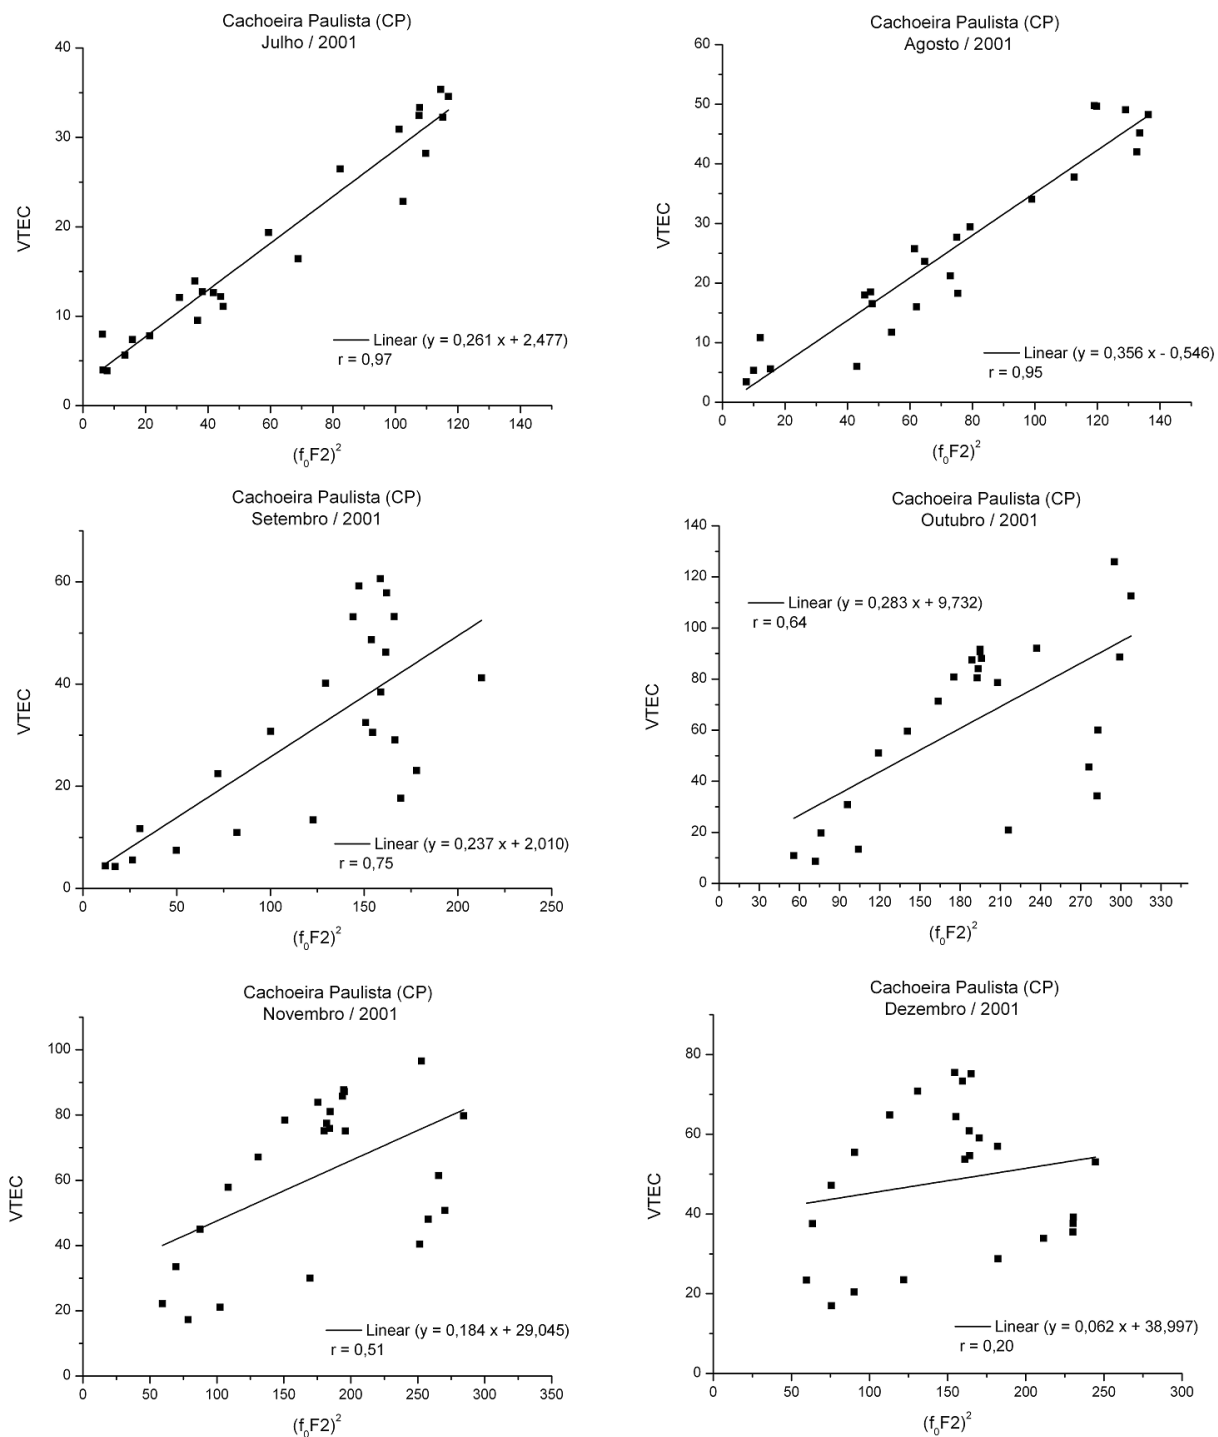 Cachoeira Paulista (CP)
Julho / 2001
40
30
20
10
0
VTEC
Linear (y = 0,261 x + 2,477)
r = 0,97
0 20 40 60 80 100 120 140
(f₀F2)²
Cachoeira Paulista (CP)
Agosto / 2001
60
50
40
30
20
10
0
VTEC
Linear (y = 0,356 x - 0,546)
r = 0,95
0 20 40 60 80 100 120 140
(f₀F2)²
Cachoeira Paulista (CP)
Setembro / 2001
60
40
20
0
VTEC
Linear (y = 0,237 x + 2,010)
r = 0,75
0 50 100 150 200 250
(f₀F2)²
Cachoeira Paulista (CP)
Outubro / 2001
140
120
100
80
60
40
20
0
VTEC
Linear (y = 0,283 x + 9,732)
r = 0,64
0 30 60 90 120 150 180 210 240 270 300 330
(f₀F2)²
Cachoeira Paulista (CP)
Novembro / 2001
100
80
60
40
20
0
VTEC
Linear (y = 0,184 x + 29,045)
r = 0,51
0 50 100 150 200 250 300 350
(f₀F2)²
Cachoeira Paulista (CP)
Dezembro / 2001
80
60
40
20
0
VTEC
Linear (y = 0,062 x + 38,997)
r = 0,20
0 50 100 150 200 250 300
(f₀F2)²